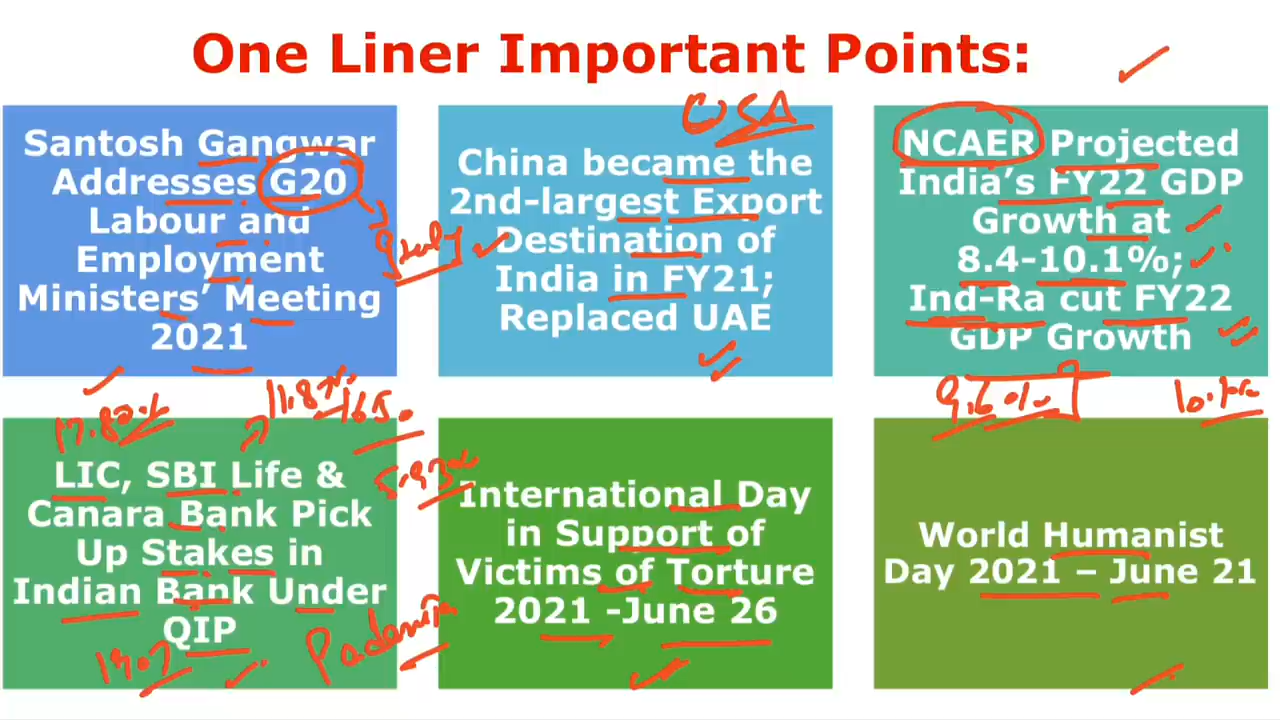 One Liner Important Points:
Santosh Gangwar
Addresses G20
Labour and
Employment
Ministers’ Meeting
2021
USA
China became the
2nd-largest Export
Destination of
India in FY21;
Replaced UAE
NCAER Projected
India’s FY22 GDP
Growth at
8.4-10.1%;
Ind-Ra cut FY22
GDP Growth
9.6%
LIC, SBI Life &
Canara Bank Pick
Up Stakes in
Indian Bank Under
QIP
International Day
in Support of
Victims of Torture
2021 -June 26
World Humanist
Day 2021 – June 21